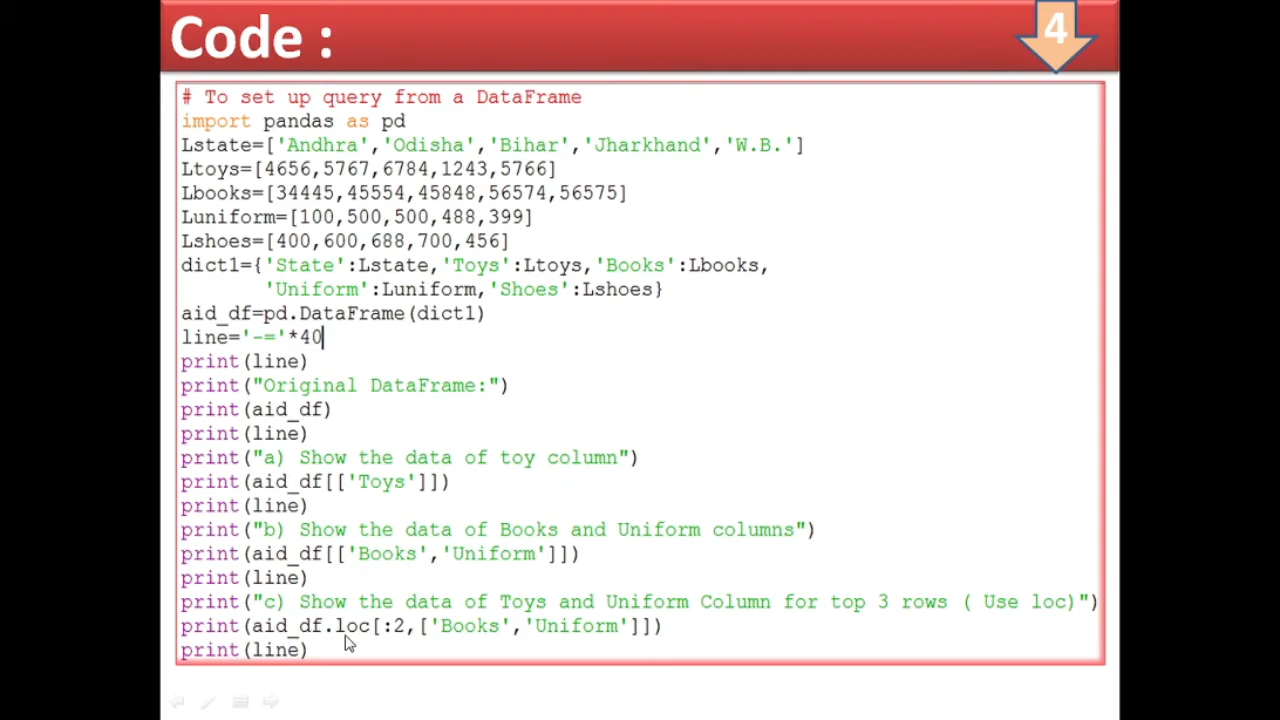 Code :
4
# To set up query from a DataFrame
import pandas as pd
Lstate=['Andhra','Odisha','Bihar','Jharkhand','W.B.']
Ltoys=[4656,5767,6784,1243,5766]
Lbooks=[34445,45554,45848,56574,56575]
Luniform=[100,500,500,488,399]
Lshoes=[400,600,688,700,456]
dict1={'State':Lstate,'Toys':Ltoys,'Books':Lbooks,
       'Uniform':Luniform,'Shoes':Lshoes}
aid_df=pd.DataFrame(dict1)
line='-='*40
print(line)
print("Original DataFrame:")
print(aid_df)
print(line)
print("a) Show the data of toy column")
print(aid_df[['Toys']])
print(line)
print("b) Show the data of Books and Uniform columns")
print(aid_df[['Books','Uniform']])
print(line)
print("c) Show the data of Toys and Uniform Column for top 3 rows ( Use loc)")
print(aid_df.loc[:2,['Books','Uniform']])
print(line)